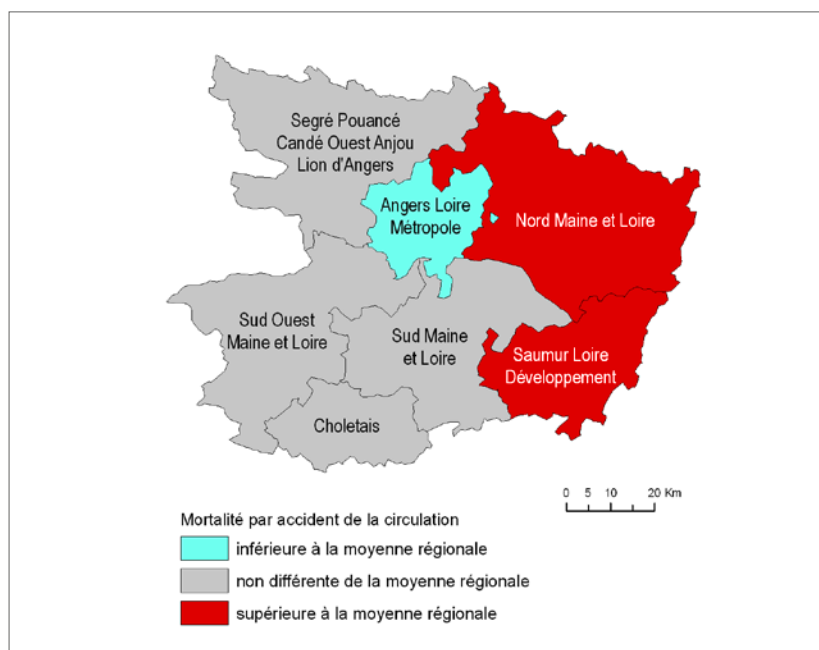 Segré Pouancé
Candé Ouest Anjou
Lion d'Angers
Angers Loire
Métropole
Nord Maine et Loire
Sud Ouest
Maine et Loire
Sud Maine
et Loire
Saumur Loire
Développement
Choletais
0 5 10 20 Km
Mortalité par accident de la circulation
inférieure à la moyenne régionale
non différente de la moyenne régionale
supérieure à la moyenne régionale